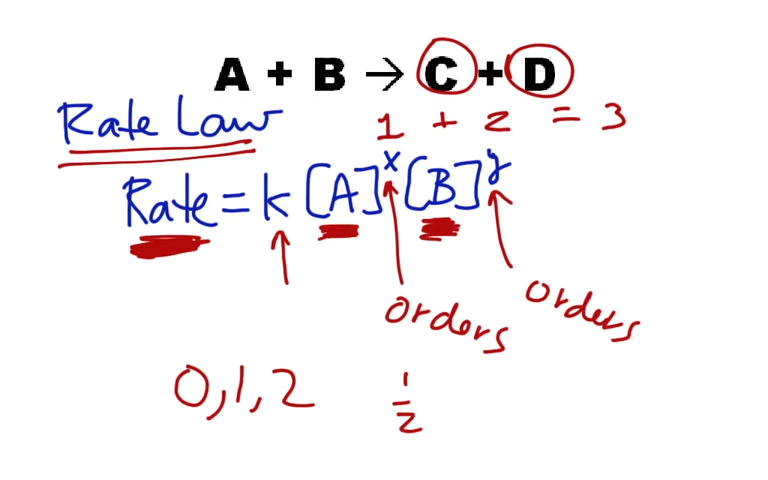 A + B → C + D
Rate Law
1 + 2 = 3
Rate = k [A]^x [B]^y
orders
orders
0, 1, 2
1/2